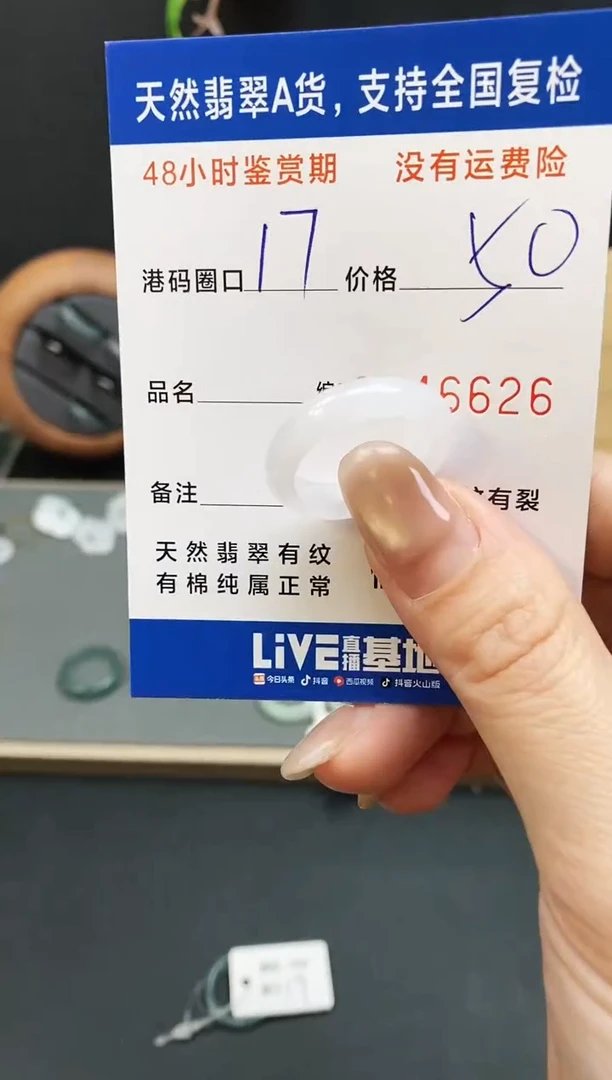 天然翡翠A货，支持全国复检
48小时鉴赏期 没有运费险
港码圈口 17 价格 50
品名 6626
备注 有裂
天然翡翠有纹
有棉纯属正常
LiVE直播基地
今日头条 抖音 西瓜视频 抖音火山版